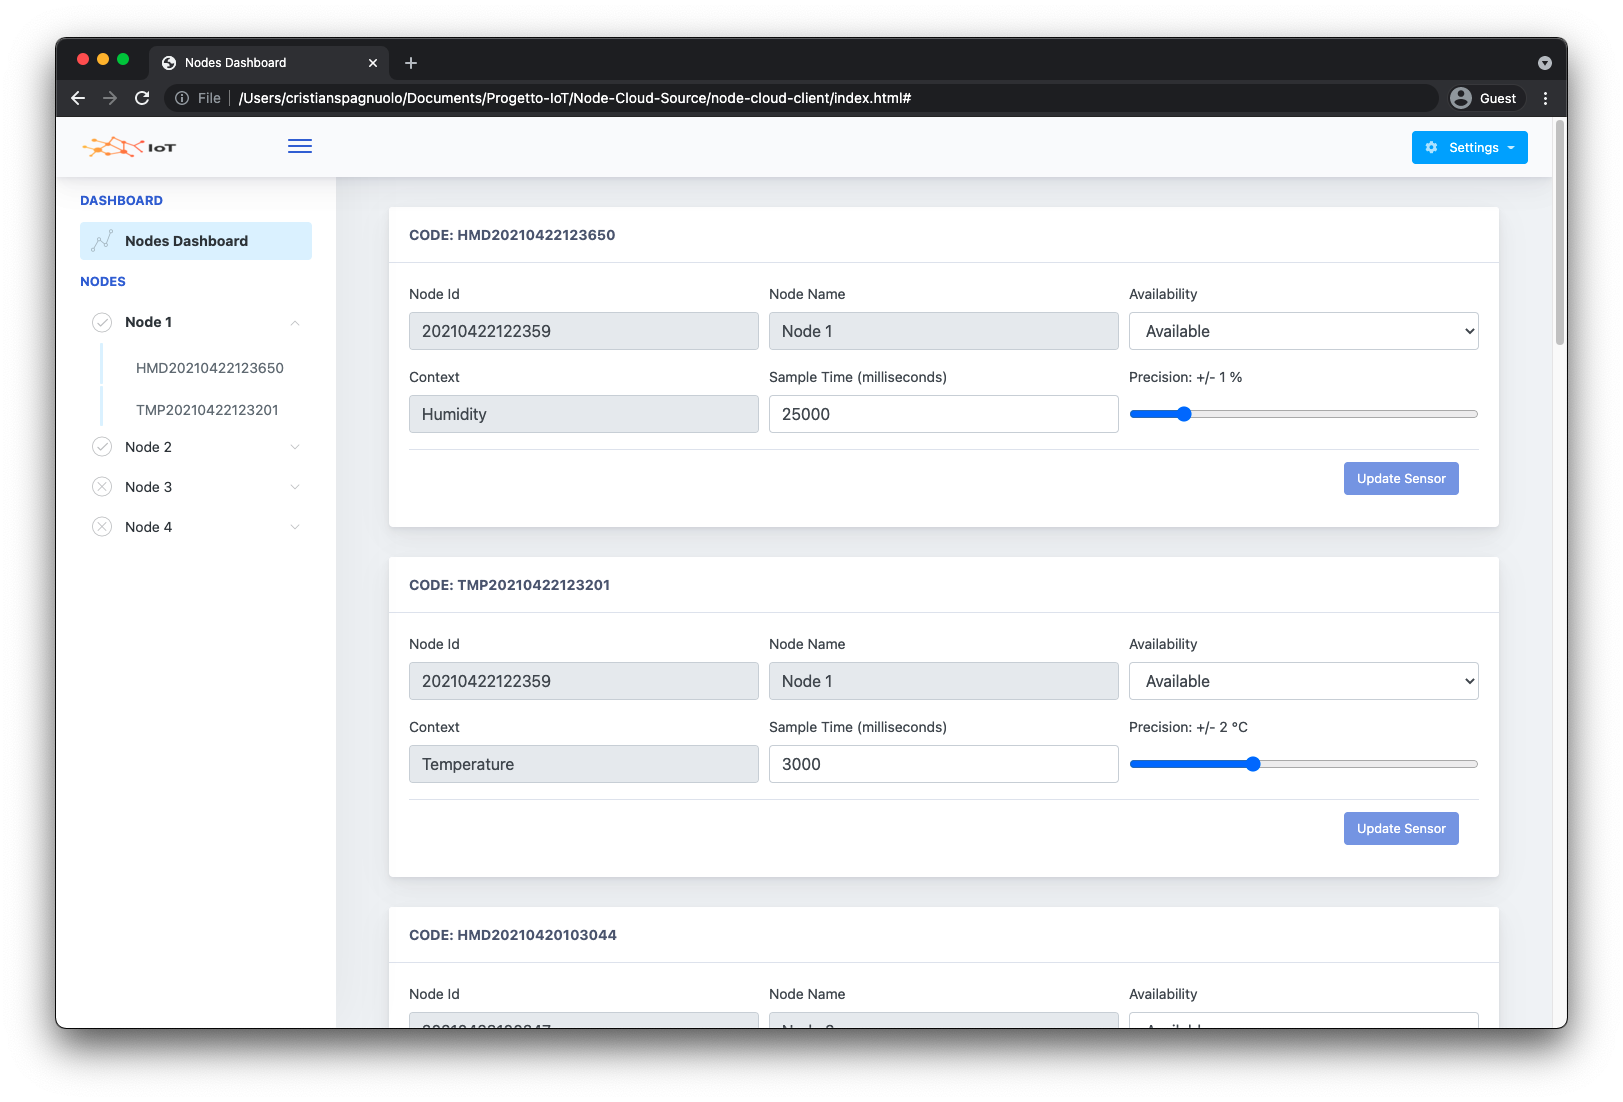 Nodes Dashboard
File
/Users/cristianspagnuolo/Documents/Progetto-IoT/Node-Cloud-Source/node-cloud-client/index.html#
Guest
IoT
Settings
DASHBOARD
Nodes Dashboard
NODES
Node 1
HMD20210422123650
TMP20210422123201
Node 2
Node 3
Node 4
CODE: HMD20210422123650
Node Id
Node Name
Availability
20210422122359
Node 1
Available
Context
Sample Time (milliseconds)
Precision: +/- 1 %
Humidity
25000
Update Sensor
CODE: TMP20210422123201
Node Id
Node Name
Availability
20210422122359
Node 1
Available
Context
Sample Time (milliseconds)
Precision: +/- 2 °C
Temperature
3000
Update Sensor
CODE: HMD20210420103044
Node Id
Node Name
Availability
Available